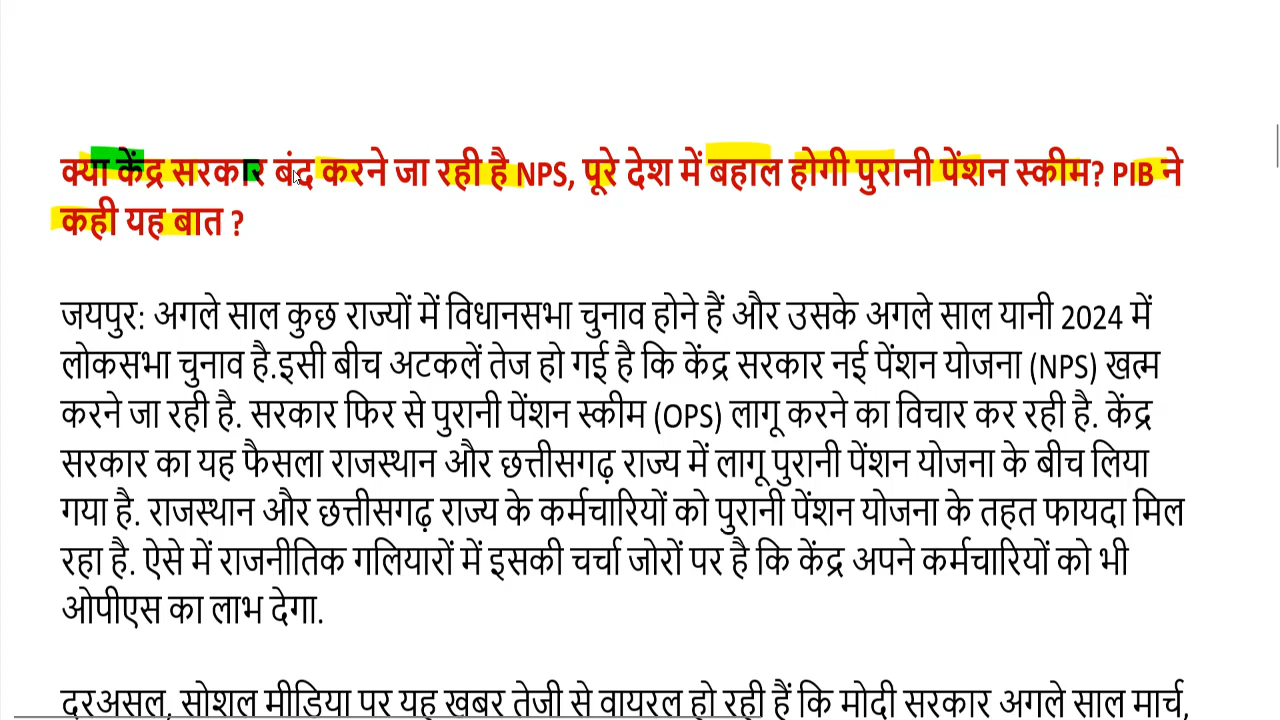 क्या केंद्र सरकार बंद करने जा रही है NPS, पूरे देश में बहाल होगी पुरानी पेंशन स्कीम? PIB ने
कही यह बात ?
जयपुर: अगले साल कुछ राज्यों में विधानसभा चुनाव होने हैं और उसके अगले साल यानी 2024 में
लोकसभा चुनाव है.इसी बीच अटकलें तेज हो गई है कि केंद्र सरकार नई पेंशन योजना (NPS) खत्म
करने जा रही है. सरकार फिर से पुरानी पेंशन स्कीम (OPS) लागू करने का विचार कर रही है. केंद्र
सरकार का यह फैसला राजस्थान और छत्तीसगढ़ राज्य में लागू पुरानी पेंशन योजना के बीच लिया
गया है. राजस्थान और छत्तीसगढ़ राज्य के कर्मचारियों को पुरानी पेंशन योजना के तहत फायदा मिल
रहा है. ऐसे में राजनीतिक गलियारों में इसकी चर्चा जोरों पर है कि केंद्र अपने कर्मचारियों को भी
ओपीएस का लाभ देगा.
दरअसल, सोशल मीडिया पर यह खबर तेजी से वायरल हो रही हैं कि मोदी सरकार अगले साल मार्च,